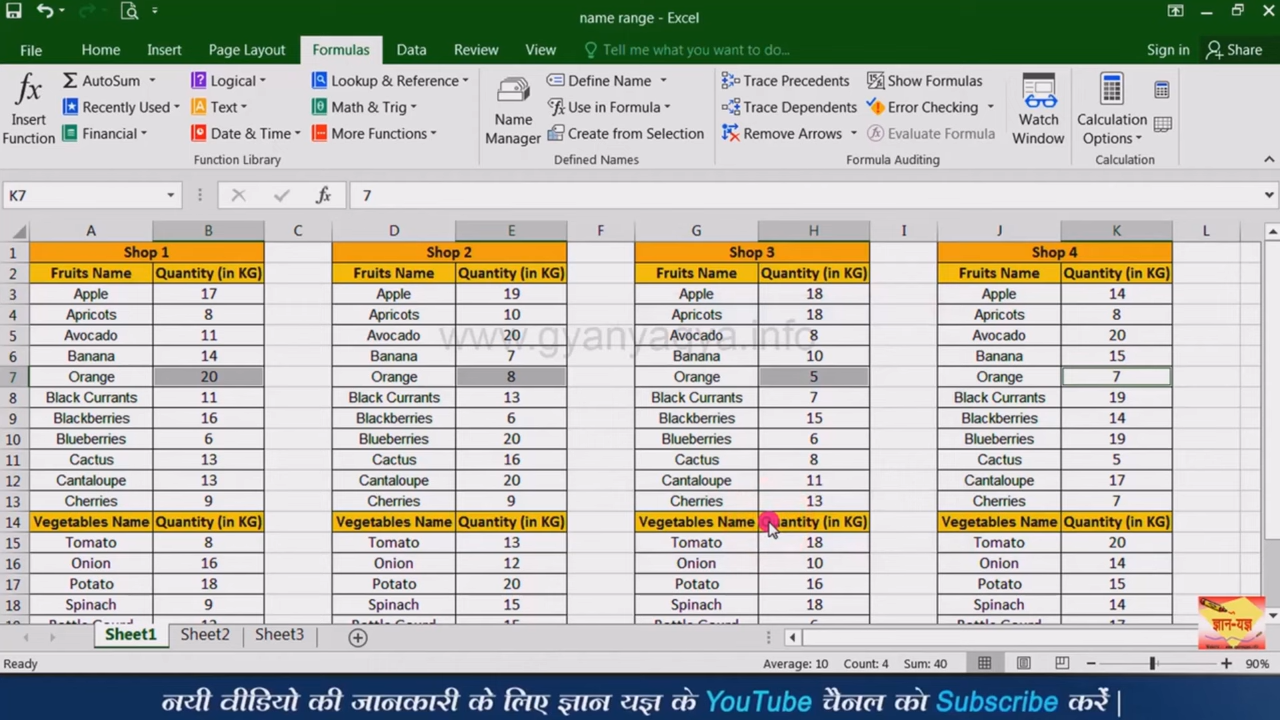 name range - Excel
File Home Insert Page Layout Formulas Data Review View Tell me what you want to do... Sign in Share
AutoSum Logical Lookup & Reference Define Name Trace Precedents Show Formulas
Insert Function Recently Used Text Math & Trig Name Manager Use in Formula Trace Dependents Error Checking Watch Window Calculation Options
Financial Date & Time More Functions Create from Selection Remove Arrows Evaluate Formula
Function Library Defined Names Formula Auditing Calculation
K7 fx 7
A B C D E F G H I J K L
1 Shop 1 Shop 2 Shop 3 Shop 4
2 Fruits Name Quantity (in KG) Fruits Name Quantity (in KG) Fruits Name Quantity (in KG) Fruits Name Quantity (in KG)
3 Apple 17 Apple 19 Apple 18 Apple 14
4 Apricots 8 Apricots 10 Apricots 18 Apricots 8
5 Avocado 11 Avocado 20 Avocado 8 Avocado 20
www.gyanyagya.info
6 Banana 14 Banana 7 Banana 10 Banana 15
7 Orange 20 Orange 8 Orange 5 Orange 7
8 Black Currants 11 Black Currants 13 Black Currants 7 Black Currants 19
9 Blackberries 16 Blackberries 6 Blackberries 15 Blackberries 14
10 Blueberries 6 Blueberries 20 Blueberries 6 Blueberries 19
11 Cactus 13 Cactus 16 Cactus 8 Cactus 5
12 Cantaloupe 13 Cantaloupe 20 Cantaloupe 11 Cantaloupe 17
13 Cherries 9 Cherries 9 Cherries 13 Cherries 7
14 Vegetables Name Quantity (in KG) Vegetables Name Quantity (in KG) Vegetables Name Quantity (in KG) Vegetables Name Quantity (in KG)
15 Tomato 8 Tomato 13 Tomato 18 Tomato 20
16 Onion 16 Onion 12 Onion 10 Onion 14
17 Potato 18 Potato 20 Potato 16 Potato 15
18 Spinach 9 Spinach 15 Spinach 18 Spinach 14
ज्ञान-यज्ञ
Sheet1 Sheet2 Sheet3
Ready Average: 10 Count: 4 Sum: 40 90%
नयी वीडियो की जानकारी के लिए ज्ञान यज्ञ के YouTube चैनल को Subscribe करें |